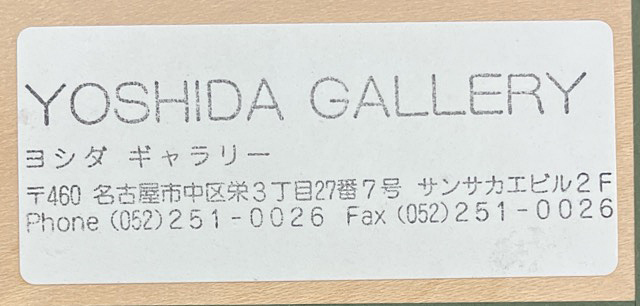 YOSHIDA GALLERY
ヨシダ ギャラリー
〒460 名古屋市中区栄3丁目27番7号 サンサカエビル2F
Phone (052)251-0026 Fax (052)251-0026